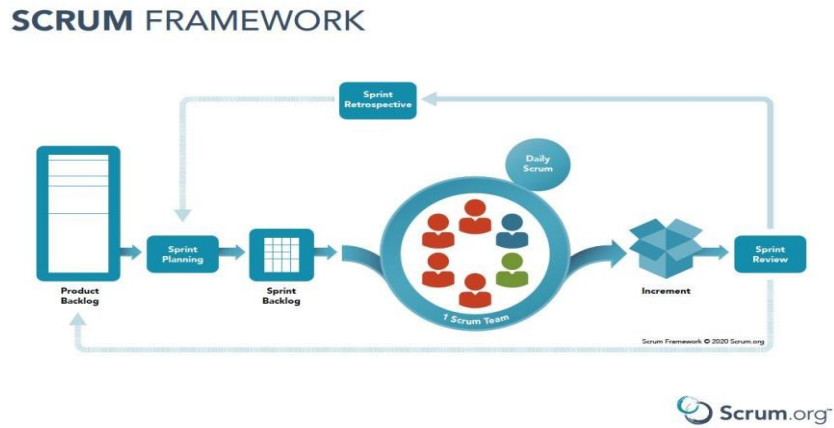 SCRUM FRAMEWORK
Sprint
Retrospective
Daily
Scrum
Sprint
Planning
Sprint
Review
Product
Backlog
Sprint
Backlog
1 Scrum Team
Increment
Scrum Framework © 2020 Scrum.org
Scrum.org™